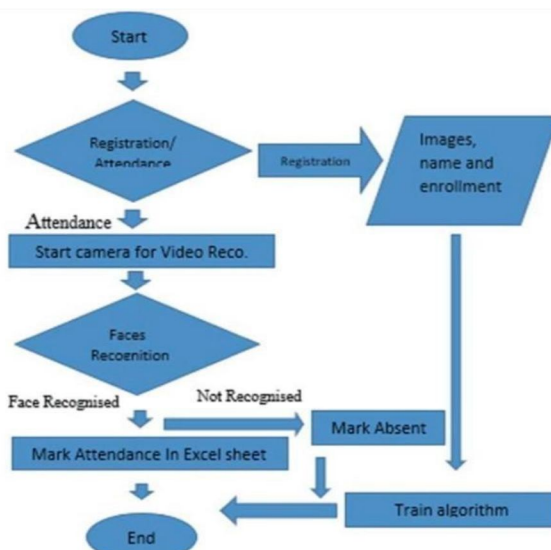 Start
Registration/
Attendance
Registration
Images,
name and
enrollment
Attendance
Start camera for Video Reco.
Faces
Recognition
Face Recognised
Not Recognised
Mark Absent
Mark Attendance In Excel sheet
Train algorithm
End